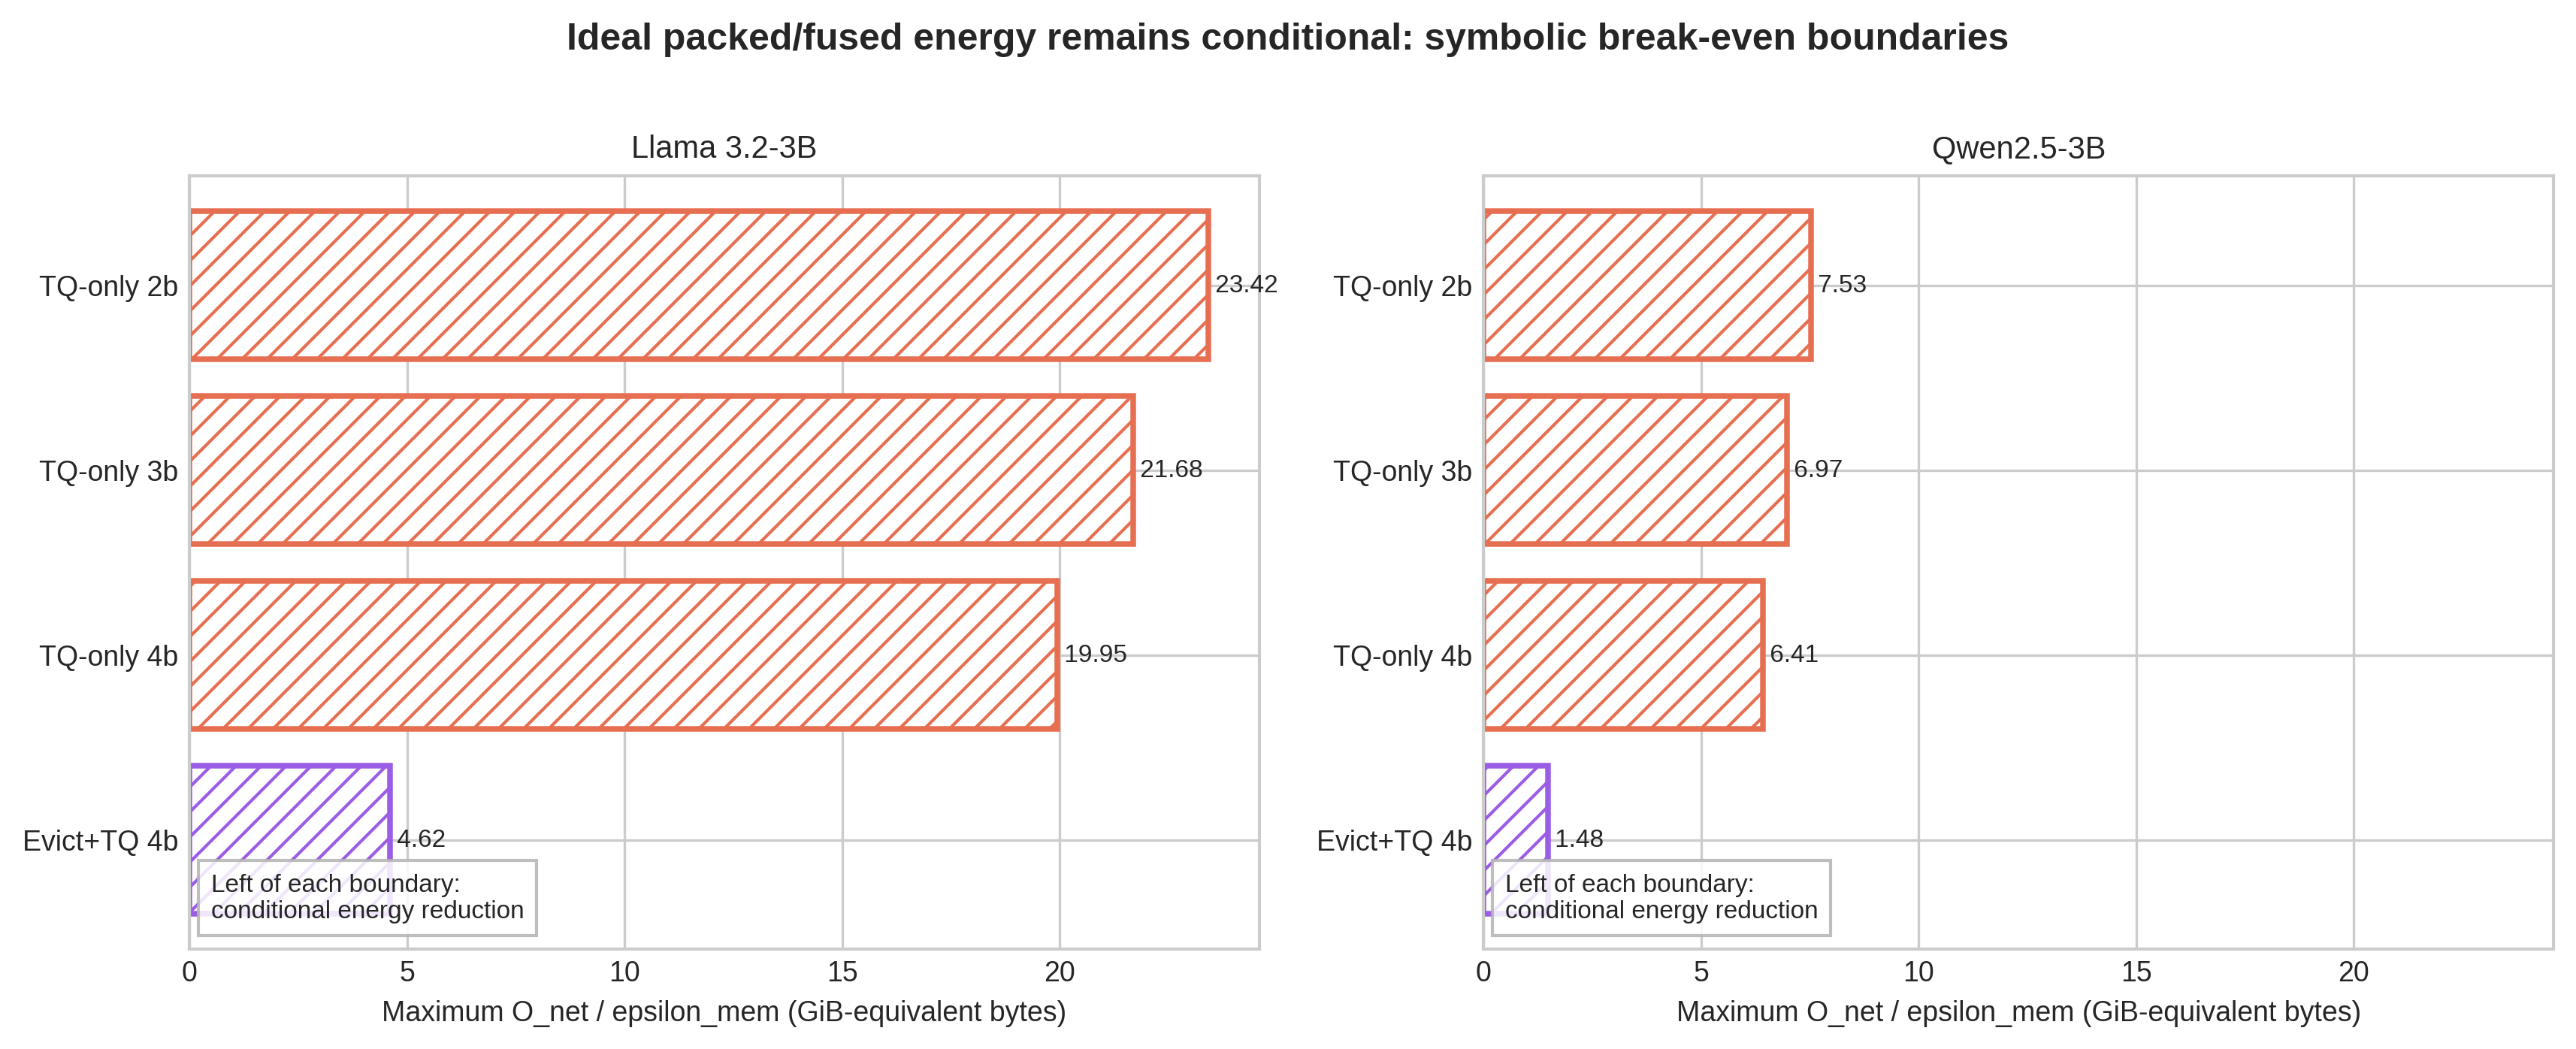 Ideal packed/fused energy remains conditional: symbolic break-even boundaries
Llama 3.2-3B
TQ-only 2b
23.42
TQ-only 3b
21.68
TQ-only 4b
19.95
Evict+TQ 4b
4.62
Left of each boundary:
conditional energy reduction
0 5 10 15 20
Maximum O_net / epsilon_mem (GiB-equivalent bytes)
Qwen2.5-3B
TQ-only 2b
7.53
TQ-only 3b
6.97
TQ-only 4b
6.41
Evict+TQ 4b
1.48
Left of each boundary:
conditional energy reduction
0 5 10 15 20
Maximum O_net / epsilon_mem (GiB-equivalent bytes)